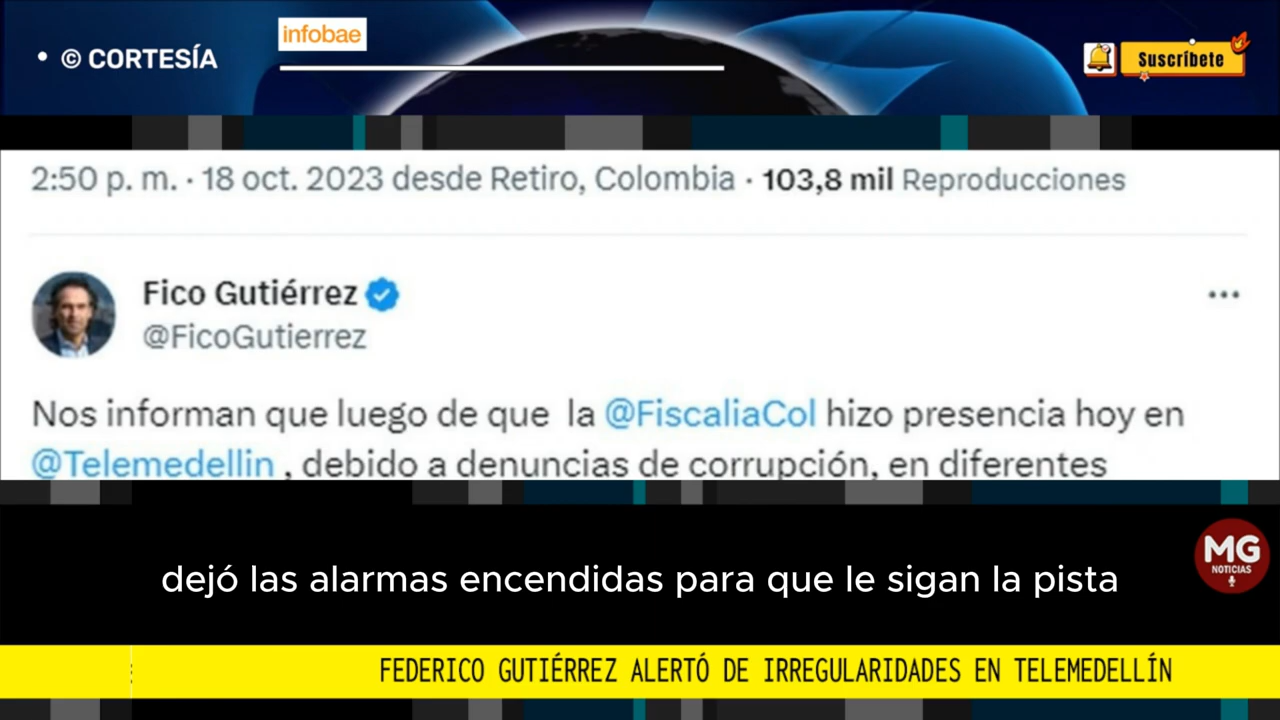 • © CORTESÍA
infobae
Suscríbete
2:50 p. m. · 18 oct. 2023 desde Retiro, Colombia · 103,8 mil Reproducciones
Fico Gutiérrez
@FicoGutierrez
Nos informan que luego de que la @FiscaliaCol hizo presencia hoy en
@Telemedellin , debido a denuncias de corrupción, en diferentes
dejó las alarmas encendidas para que le sigan la pista
MG
NOTICIAS
FEDERICO GUTIÉRREZ ALERTÓ DE IRREGULARIDADES EN TELEMEDELLÍN